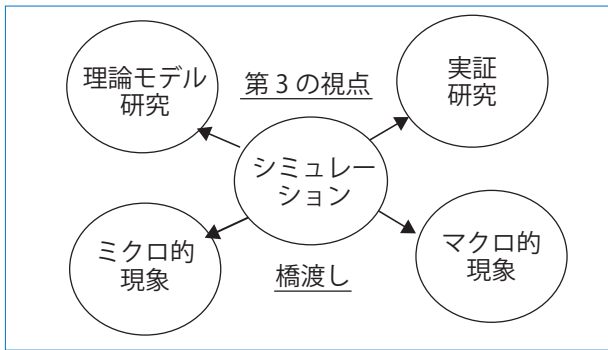 理論モデル
研究
第3の視点
実証
研究
シミュレー
ション
ミクロ的
現象
橋渡し
マクロ的
現象